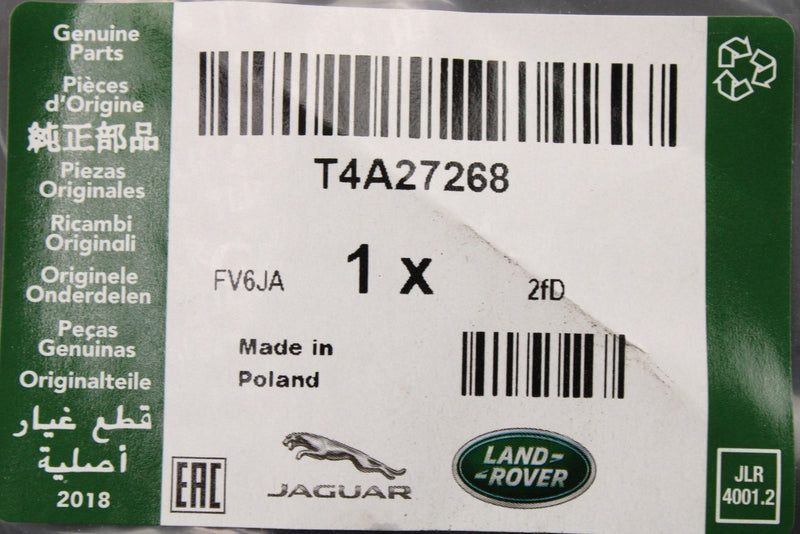 Genuine
Parts
Pièces
d'Origine
純正部品
Piezas
Originales
Ricambi
Originali
Originele
Onderdelen
Peças
Genuinas
Originalteile
قطع غيار
أصلية
2018
T4A27268
FV6JA
1 x
2fD
Made in
Poland
EAC
JAGUAR
LAND-
-ROVER
JLR
4001.2